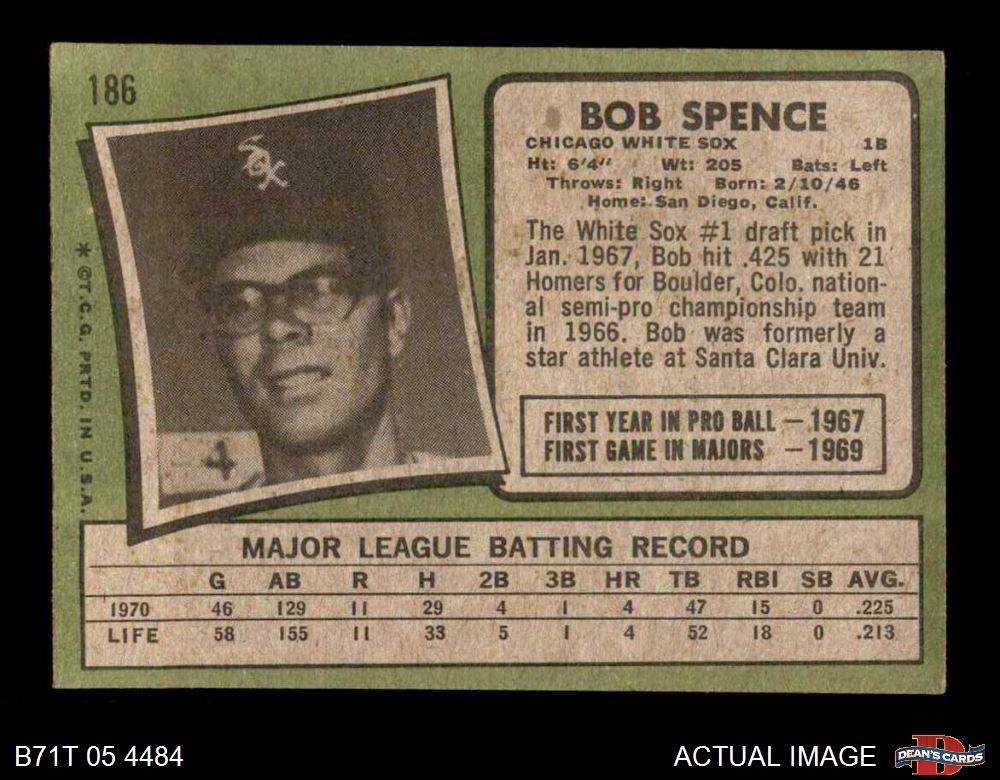 186
Sox
4
* ©T.C.G. PRTD. IN U.S.A.
BOB SPENCE
CHICAGO WHITE SOX 1B
Ht: 6'4" Wt: 205 Bats: Left
Throws: Right Born: 2/10/46
Home: San Diego, Calif.
The White Sox #1 draft pick in
Jan. 1967, Bob hit .425 with 21
Homers for Boulder, Colo. nation-
al semi-pro championship team
in 1966. Bob was formerly a
star athlete at Santa Clara Univ.
FIRST YEAR IN PRO BALL – 1967
FIRST GAME IN MAJORS – 1969
MAJOR LEAGUE BATTING RECORD
G AB R H 2B 3B HR TB RBI SB AVG.
1970 46 129 11 29 4 1 4 47 15 0 .225
LIFE 58 155 11 33 5 1 4 52 18 0 .213
B71T 05 4484
ACTUAL IMAGE
D
DEAN'S CARDS